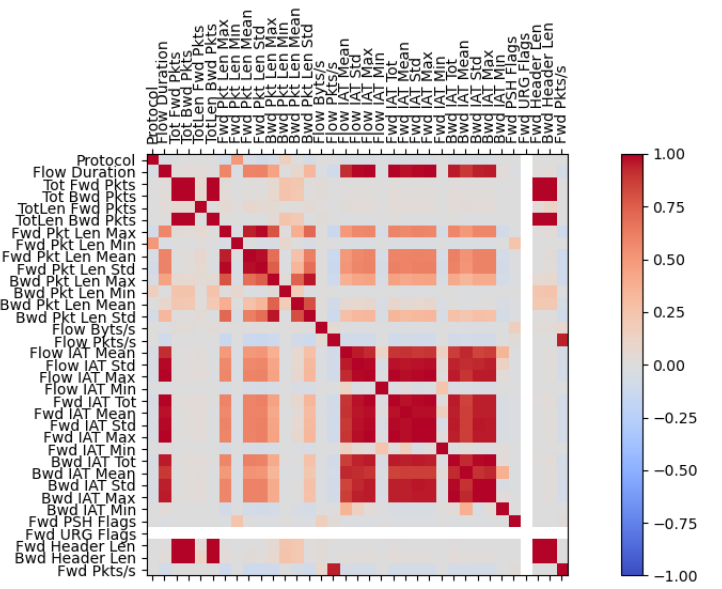 Protocol
Flow Duration
Tot Fwd Pkts
Tot Bwd Pkts
TotLen Fwd Pkts
TotLen Bwd Pkts
Fwd Pkt Len Max
Fwd Pkt Len Min
Fwd Pkt Len Mean
Fwd Pkt Len Std
Bwd Pkt Len Max
Bwd Pkt Len Min
Bwd Pkt Len Mean
Bwd Pkt Len Std
Flow Byts/s
Flow Pkts/s
Flow IAT Mean
Flow IAT Std
Flow IAT Max
Flow IAT Min
Fwd IAT Tot
Fwd IAT Mean
Fwd IAT Std
Fwd IAT Max
Fwd IAT Min
Bwd IAT Tot
Bwd IAT Mean
Bwd IAT Std
Bwd IAT Max
Bwd IAT Min
Fwd PSH Flags
Fwd URG Flags
Fwd Header Len
Bwd Header Len
Fwd Pkts/s
Protocol
Flow Duration
Tot Fwd Pkts
Tot Bwd Pkts
TotLen Fwd Pkts
TotLen Bwd Pkts
Fwd Pkt Len Max
Fwd Pkt Len Min
Fwd Pkt Len Mean
Fwd Pkt Len Std
Bwd Pkt Len Max
Bwd Pkt Len Min
Bwd Pkt Len Mean
Bwd Pkt Len Std
Flow Byts/s
Flow Pkts/s
Flow IAT Mean
Flow IAT Std
Flow IAT Max
Flow IAT Min
Fwd IAT Tot
Fwd IAT Mean
Fwd IAT Std
Fwd IAT Max
Fwd IAT Min
Bwd IAT Tot
Bwd IAT Mean
Bwd IAT Std
Bwd IAT Max
Bwd IAT Min
Fwd PSH Flags
Fwd URG Flags
Fwd Header Len
Bwd Header Len
Fwd Pkts/s
1.00
0.75
0.50
0.25
0.00
−0.25
−0.50
−0.75
−1.00